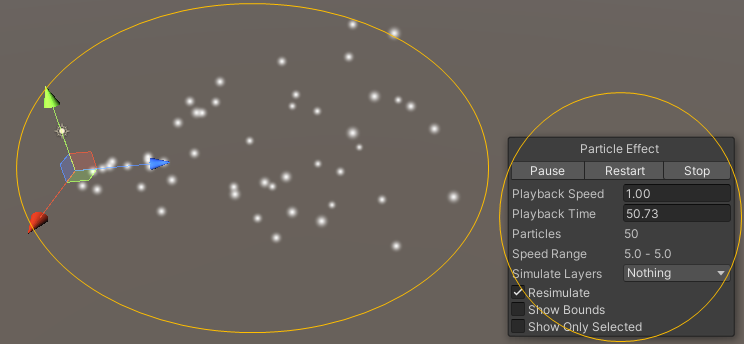 Particle Effect
Pause Restart Stop
Playback Speed 1.00
Playback Time 50.73
Particles 50
Speed Range 5.0 - 5.0
Simulate Layers Nothing
Resimulate
Show Bounds
Show Only Selected